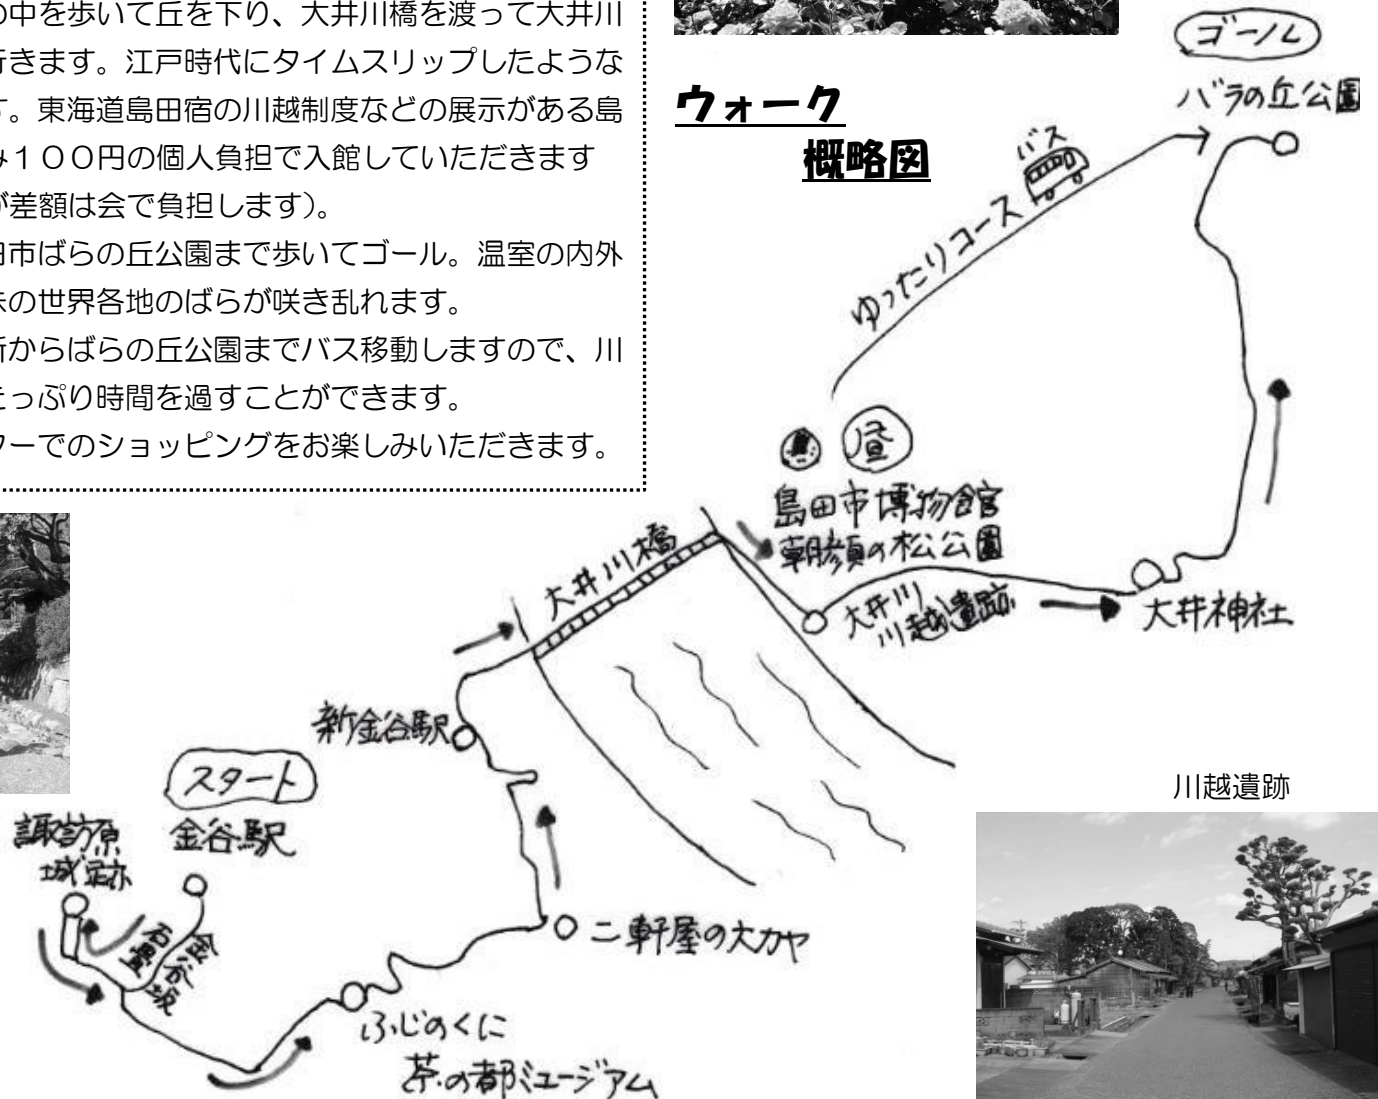 の中を歩いて丘を下り、大井川橋を渡って大井川
行きます。江戸時代にタイムスリップしたような
す。東海道島田宿の川越制度などの展示がある島
み１００円の個人負担で入館していただきます
が差額は会で負担します)。
田市ばらの丘公園まで歩いてゴール。温室の内外
株の世界各地のばらが咲き乱れます。
所からばらの丘公園までバス移動しますので、川
たっぷり時間を過すことができます。
ターでのショッピングをお楽しみいただきます。
ウォーク
概略図
ゴール
バラの丘公園
バス
ゆったりコース
昼
島田市博物館
朝顔の松公園
大井川橋
大井川
川越遺跡
大井神社
新金谷駅
スタート
金谷駅
諏訪原
城跡
金谷坂
石畳
二軒屋の大カヤ
ふじのくに
茶の都ミュージアム
川越遺跡